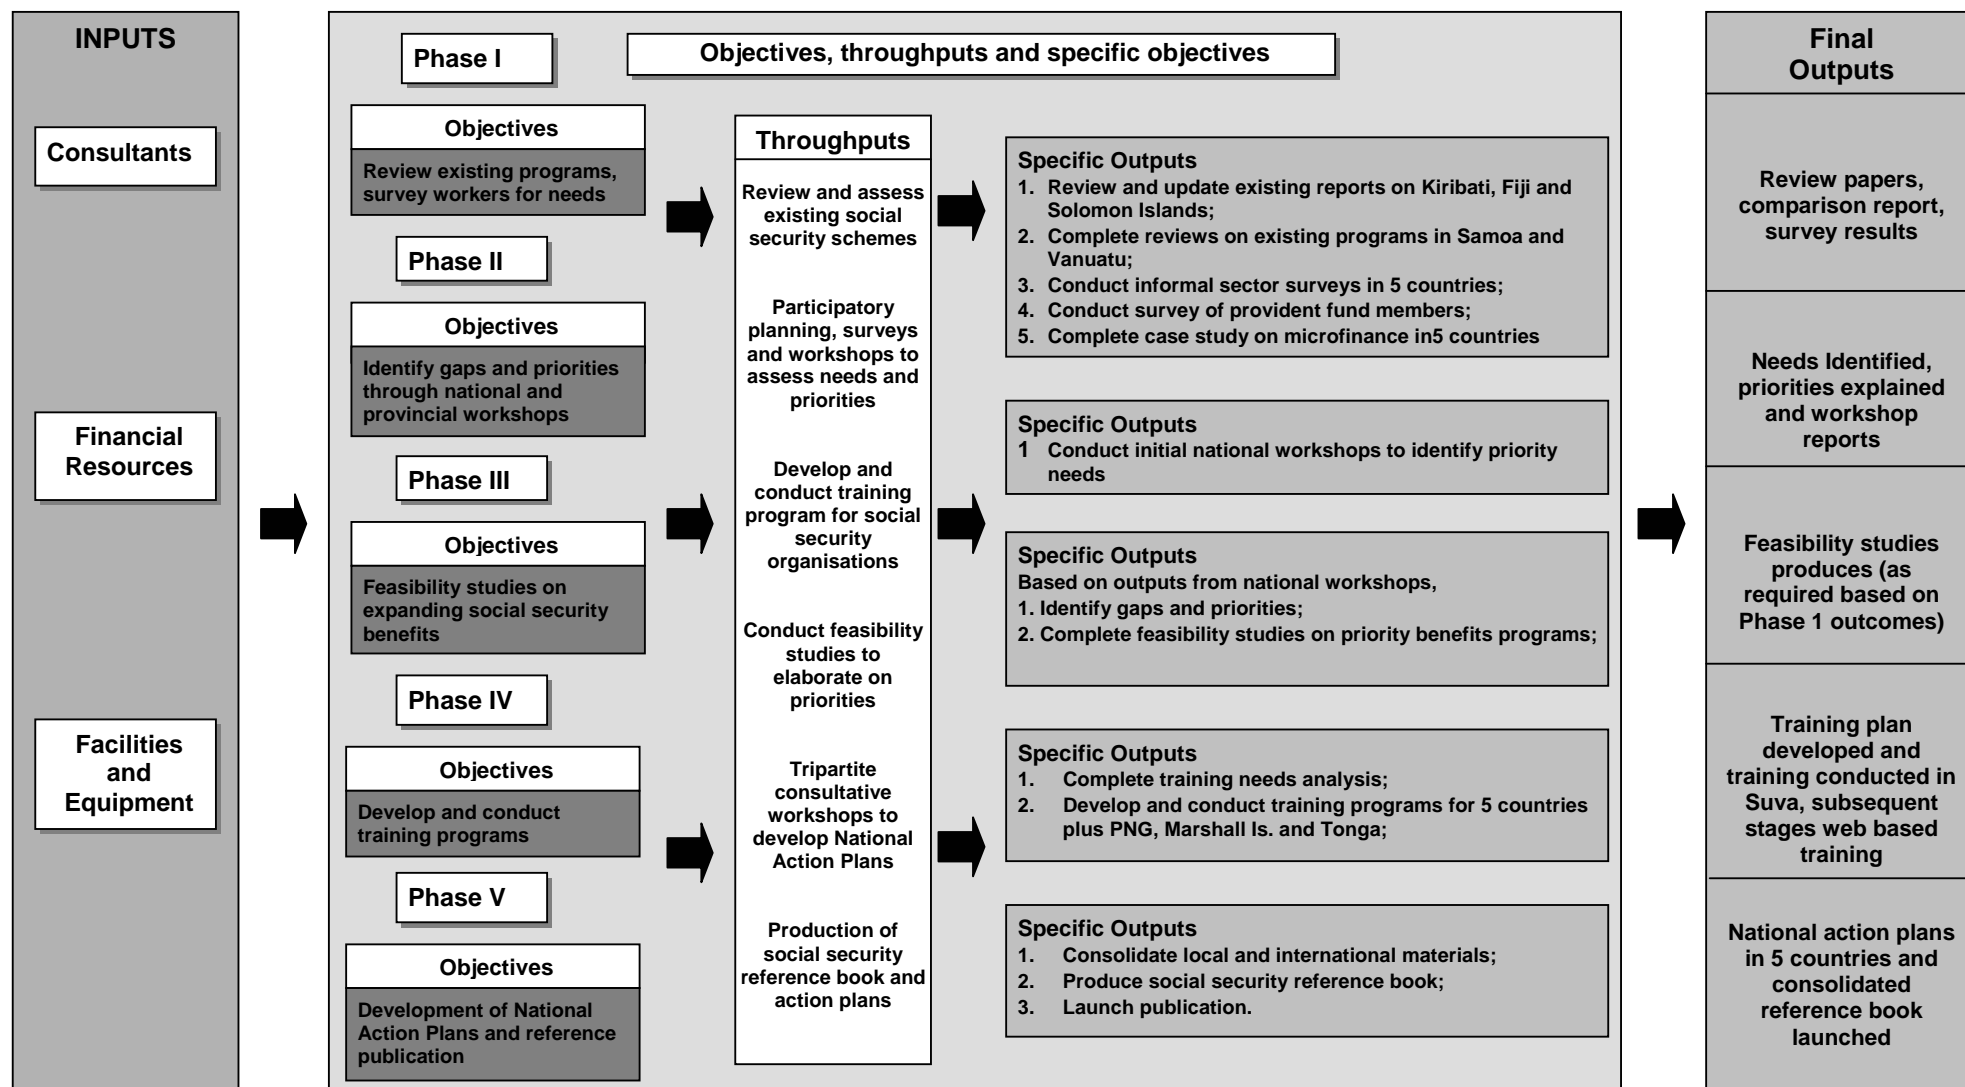 INPUTS
Consultants
Financial
Resources
Facilities
and
Equipment
Objectives, throughputs and specific objectives
Phase I
Objectives
Review existing programs,
survey workers for needs
Phase II
Objectives
Identify gaps and priorities
through national and
provincial workshops
Phase III
Objectives
Feasibility studies on
expanding social security
benefits
Phase IV
Objectives
Develop and conduct
training programs
Phase V
Objectives
Development of National
Action Plans and reference
publication
Throughputs
Review and assess
existing social
security schemes
Participatory
planning, surveys
and workshops to
assess needs and
priorities
Develop and
conduct training
program for social
security
organisations
Conduct feasibility
studies to
elaborate on
priorities
Tripartite
consultative
workshops to
develop National
Action Plans
Production of
social security
reference book and
action plans
Specific Outputs
1. Review and update existing reports on Kiribati, Fiji and
Solomon Islands;
2. Complete reviews on existing programs in Samoa and
Vanuatu;
3. Conduct informal sector surveys in 5 countries;
4. Conduct survey of provident fund members;
5. Complete case study on microfinance in5 countries
Specific Outputs
1 Conduct initial national workshops to identify priority
needs
Specific Outputs
Based on outputs from national workshops,
1. Identify gaps and priorities;
2. Complete feasibility studies on priority benefits programs;
Specific Outputs
1. Complete training needs analysis;
2. Develop and conduct training programs for 5 countries
plus PNG, Marshall Is. and Tonga;
Specific Outputs
1. Consolidate local and international materials;
2. Produce social security reference book;
3. Launch publication.
Final
Outputs
Review papers,
comparison report,
survey results
Needs Identified,
priorities explained
and workshop
reports
Feasibility studies
produces (as
required based on
Phase 1 outcomes)
Training plan
developed and
training conducted in
Suva, subsequent
stages web based
training
National action plans
in 5 countries and
consolidated
reference book
launched